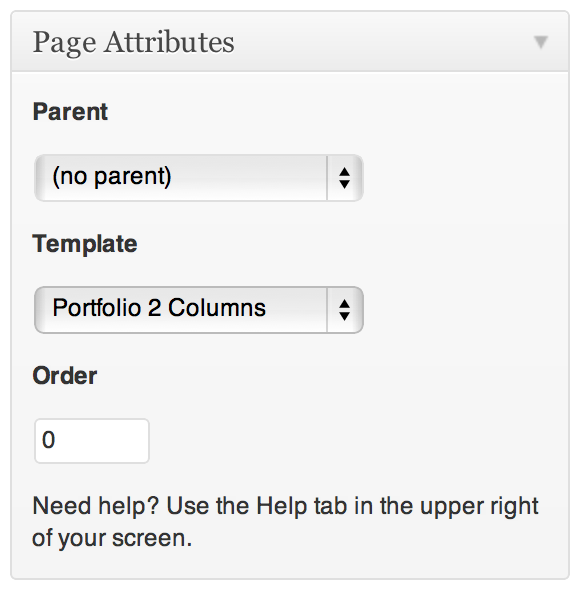 Page Attributes
Parent
(no parent)
Template
Portfolio 2 Columns
Order
0
Need help? Use the Help tab in the upper right
of your screen.